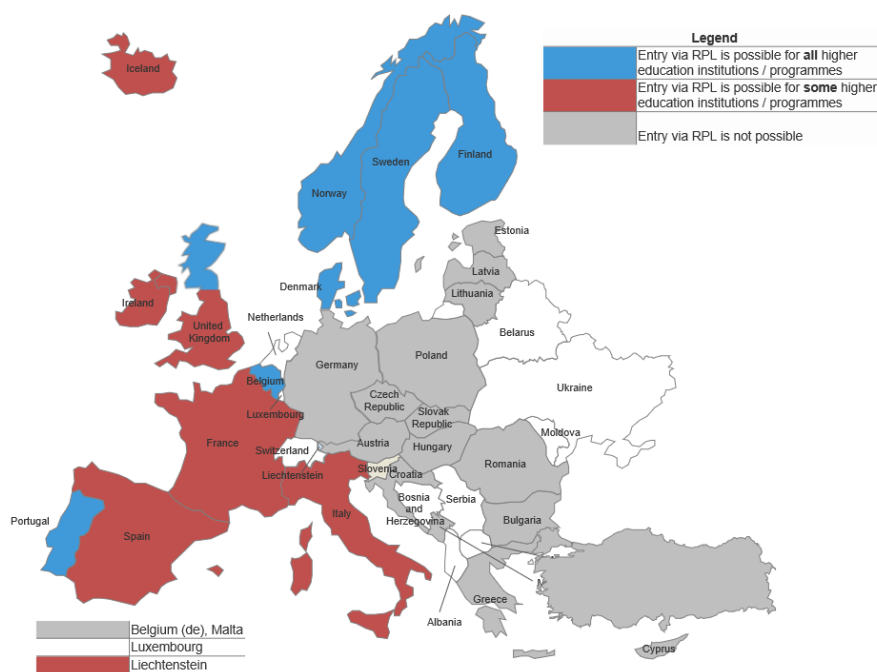 Legend
Entry via RPL is possible for all higher
education institutions / programmes
Entry via RPL is possible for some higher
education institutions / programmes
Entry via RPL is not possible
Iceland
Finland
Sweden
Norway
Estonia
Latvia
Denmark
Lithuania
Ireland
Netherlands
United
Kingdom
Belarus
Poland
Germany
Belgium
Ukraine
Czech
Republic
Luxembourg
Slovak
Republic
Moldova
France
Austria
Hungary
Switzerland
Romania
Slovenia
Liechtenstein
Croatia
Bosnia
and
Herzegovina
Serbia
Italy
Portugal
Bulgaria
Spain
Greece
Albania
Cyprus
Belgium (de), Malta
Luxembourg
Liechtenstein